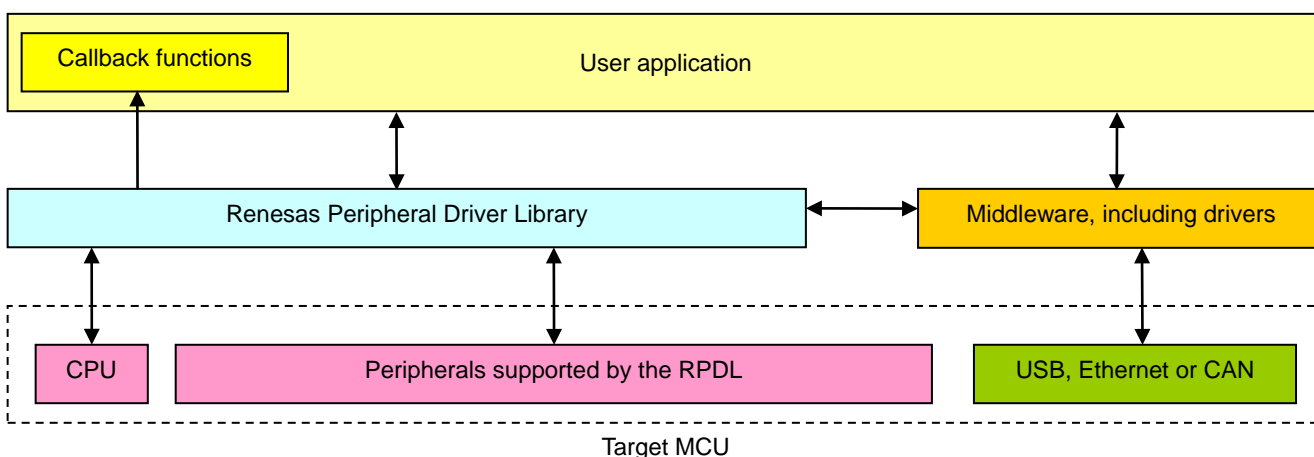 Callback functions
User application
Renesas Peripheral Driver Library
Middleware, including drivers
CPU
Peripherals supported by the RPDL
USB, Ethernet or CAN
Target MCU